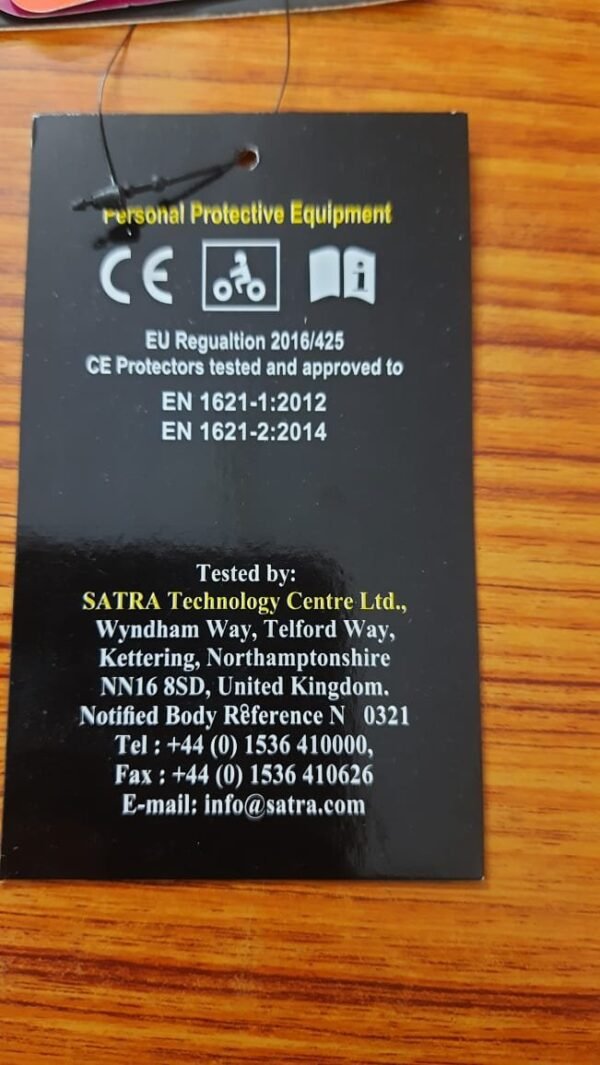 Personal Protective Equipment
CE
i
EU Regualtion 2016/425
CE Protectors tested and approved to
EN 1621-1:2012
EN 1621-2:2014
Tested by:
SATRA Technology Centre Ltd.,
Wyndham Way, Telford Way,
Kettering, Northamptonshire
NN16 8SD, United Kingdom.
Notified Body Reference N° 0321
Tel : +44 (0) 1536 410000,
Fax : +44 (0) 1536 410626
E-mail: info@satra.com